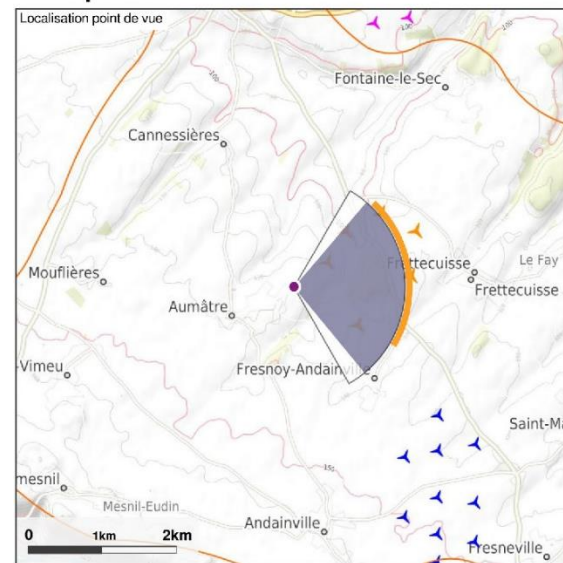 Localisation point de vue
Fontaine-le-Sec
Cannessières
Frettecuisse
Le Fay
Mouflières
Frettecuisse
Aumâtre
Fresnoy-Andainville
-Vimeu
Saint-Ma
150
mesnil
Mesnil-Eudin
Andainville
Fresneville
0 1km 2km